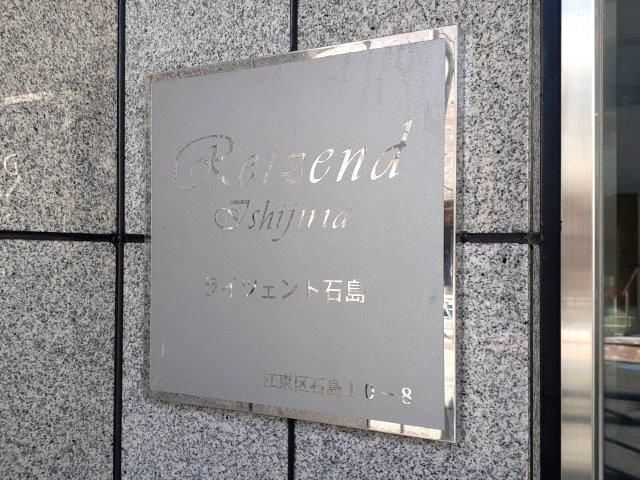 Reizend
Ishijima
ライツェント石島
江東区石島10-8